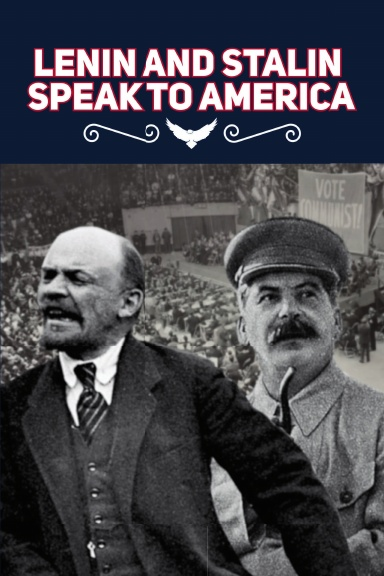 LENIN AND STALIN
SPEAK TO AMERICA
VOTE
COMMUNIST!